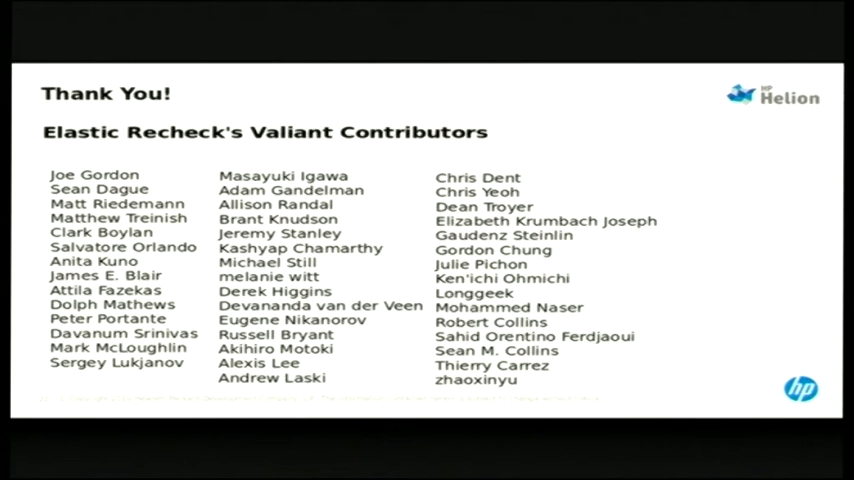 Thank You!
HP
Helion
Elastic Recheck's Valiant Contributors
Joe Gordon
Sean Dague
Matt Riedemann
Matthew Treinish
Clark Boylan
Salvatore Orlando
Anita Kuno
James E. Blair
Attila Fazekas
Dolph Mathews
Peter Portante
Davanum Srinivas
Mark McLoughlin
Sergey Lukjanov
Masayuki Igawa
Adam Gandelman
Allison Randal
Brant Knudson
Jeremy Stanley
Kashyap Chamarthy
Michael Still
melanie witt
Derek Higgins
Devananda van der Veen
Eugene Nikanorov
Russell Bryant
Akihiro Motoki
Alexis Lee
Andrew Laski
Chris Dent
Chris Yeoh
Dean Troyer
Elizabeth Krumbach Joseph
Gaudenz Steinlin
Gordon Chung
Julie Pichon
Ken'ichi Ohmichi
Longgeek
Mohammed Naser
Robert Collins
Sahid Orentino Ferdjaoui
Sean M. Collins
Thierry Carrez
zhaoxinyu
hp